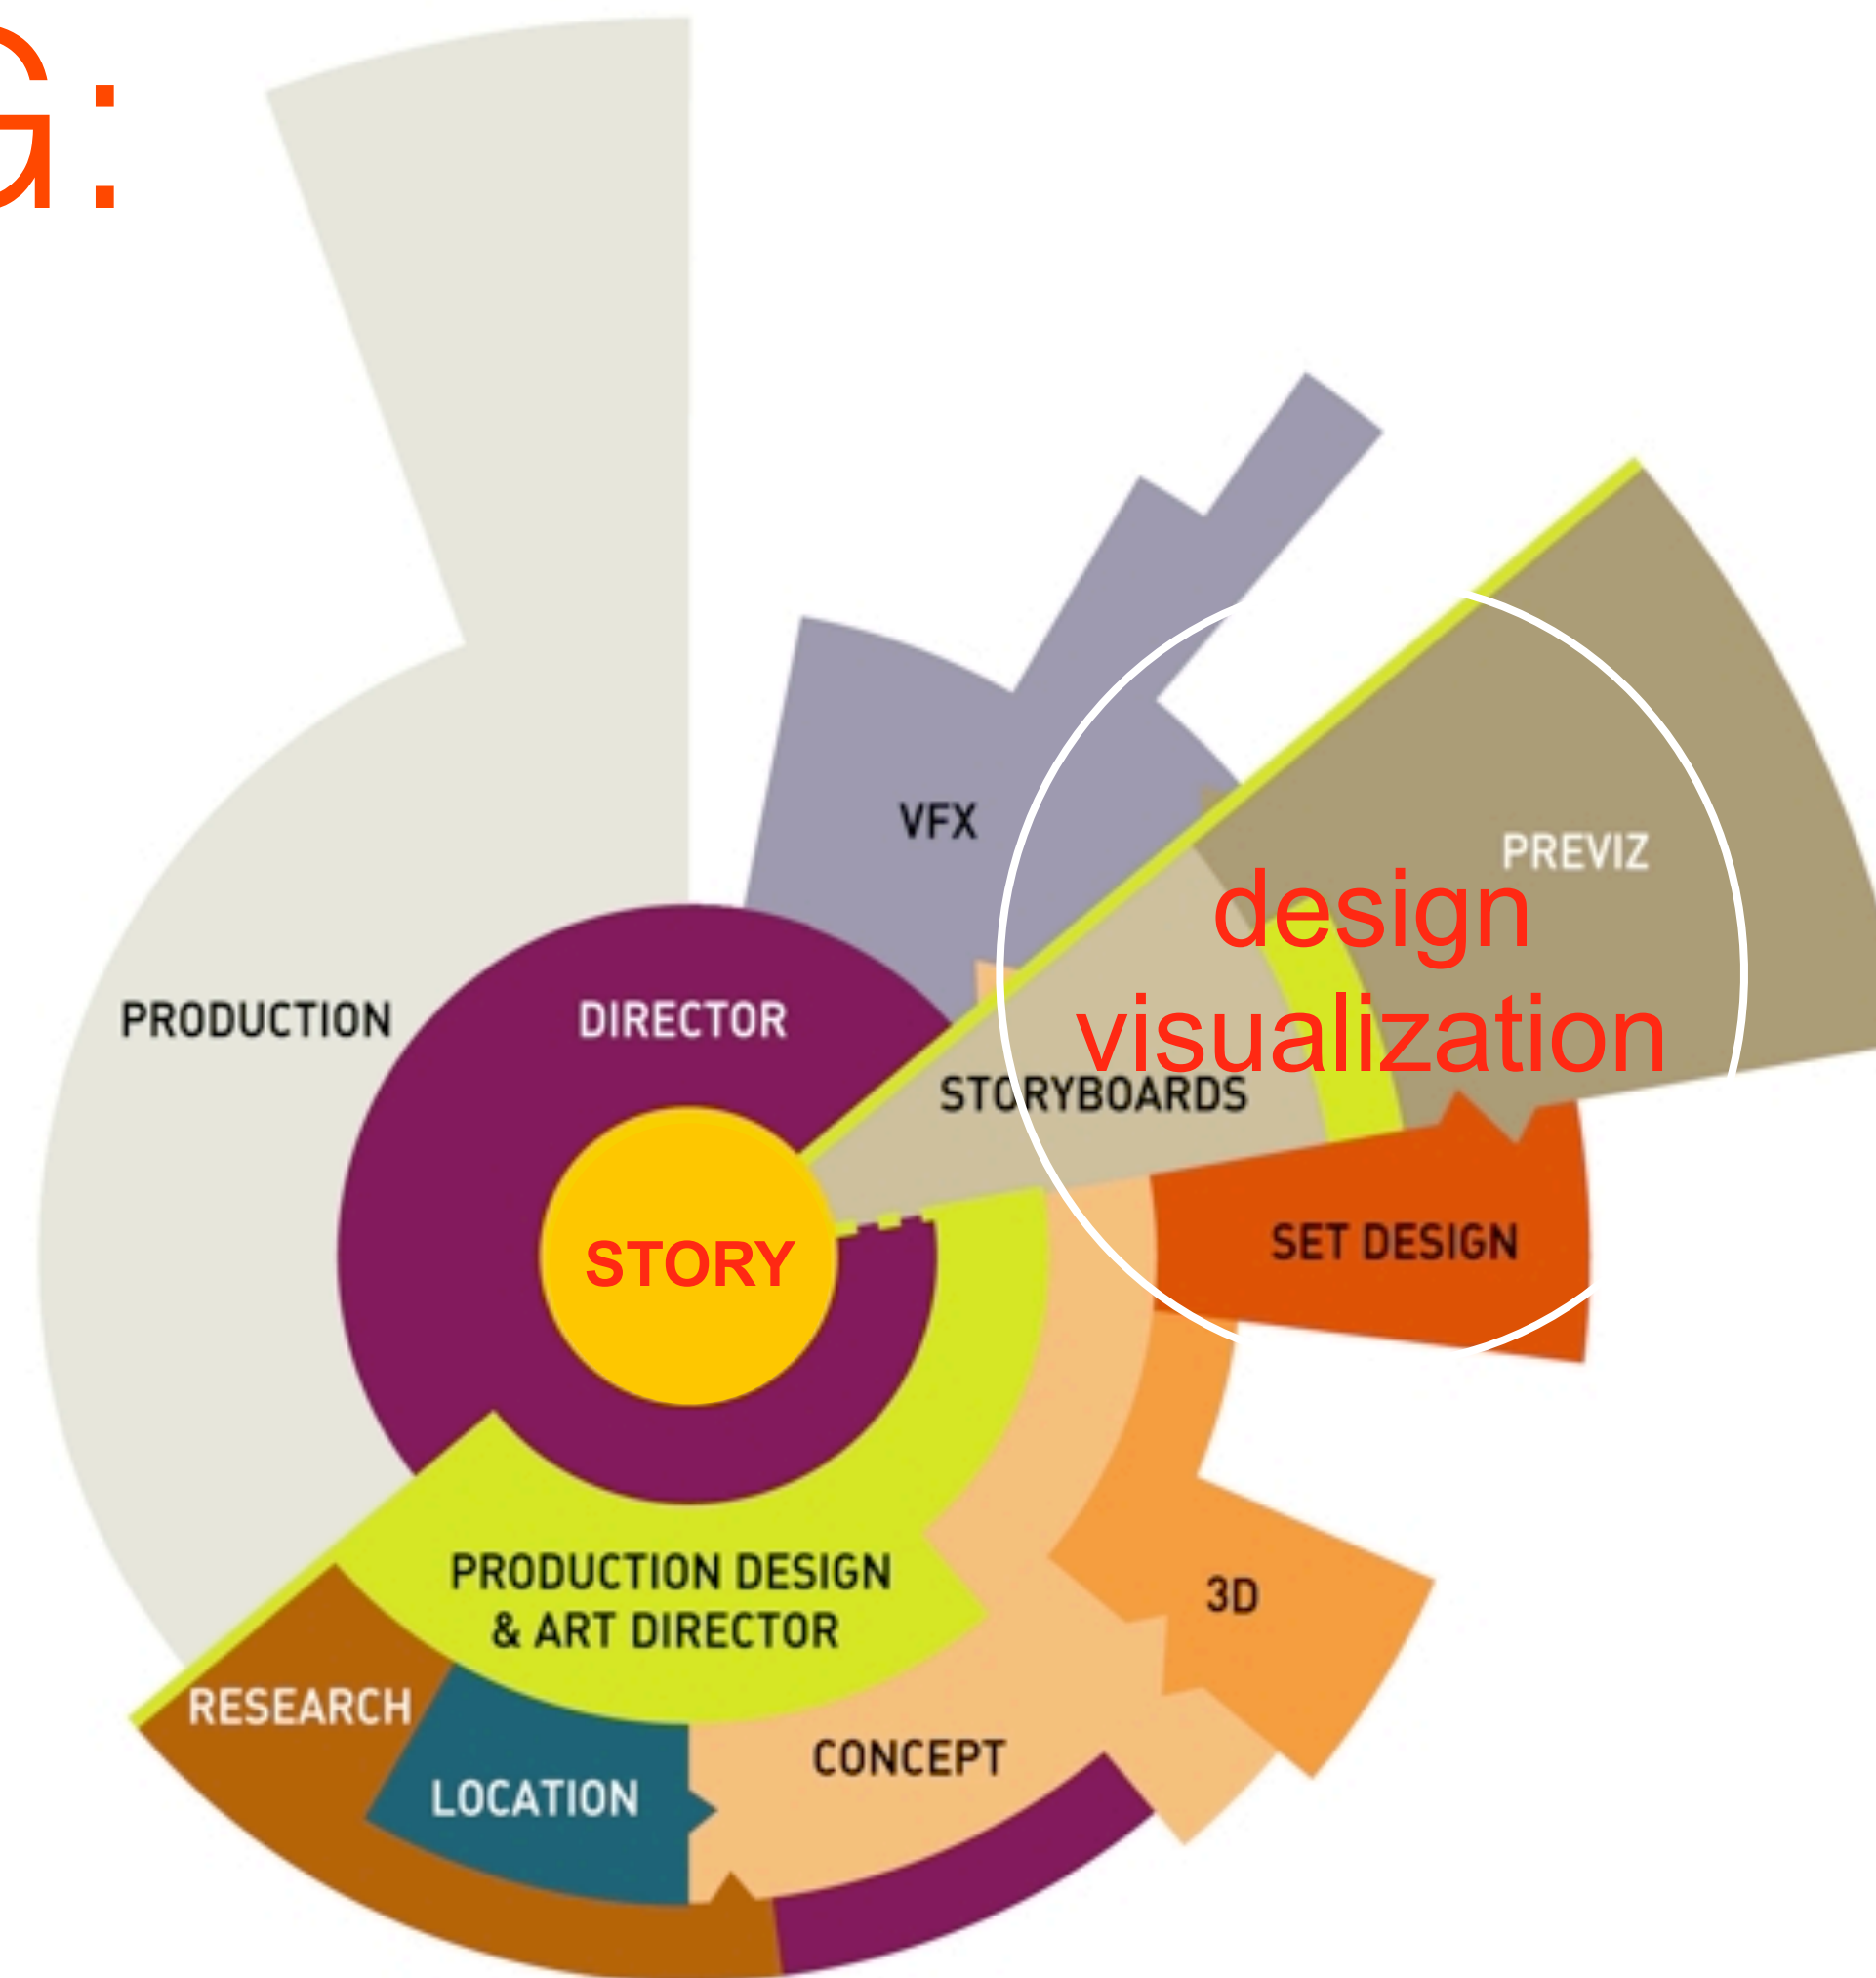 G:
VFX
PREVIZ
design
visualization
PRODUCTION
DIRECTOR
STORYBOARDS
STORY
SET DESIGN
PRODUCTION DESIGN
& ART DIRECTOR
3D
RESEARCH
LOCATION
CONCEPT